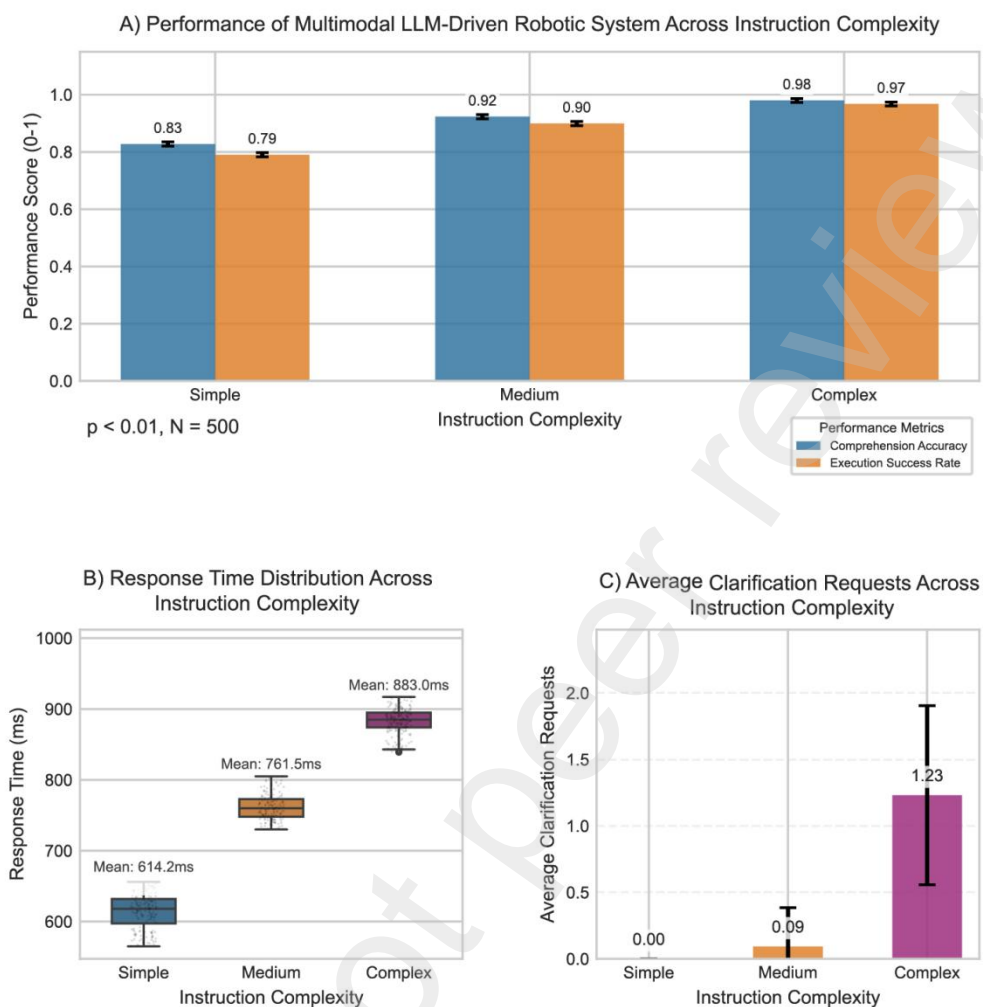 A) Performance of Multimodal LLM-Driven Robotic System Across Instruction Complexity
Performance Score (0-1)
1.0
0.8
0.6
0.4
0.2
0.0
0.83
0.79
0.92
0.90
0.98
0.97
Simple
Medium
Complex
Instruction Complexity
p < 0.01, N = 500
Performance Metrics
Comprehension Accuracy
Execution Success Rate
B) Response Time Distribution Across
Instruction Complexity
Response Time (ms)
1000
900
800
700
600
Mean: 614.2ms
Mean: 761.5ms
Mean: 883.0ms
Simple
Medium
Complex
Instruction Complexity
C) Average Clarification Requests Across
Instruction Complexity
Average Clarification Requests
2.0
1.5
1.0
0.5
0.0
0.00
0.09
1.23
Simple
Medium
Complex
Instruction Complexity
ot peer review